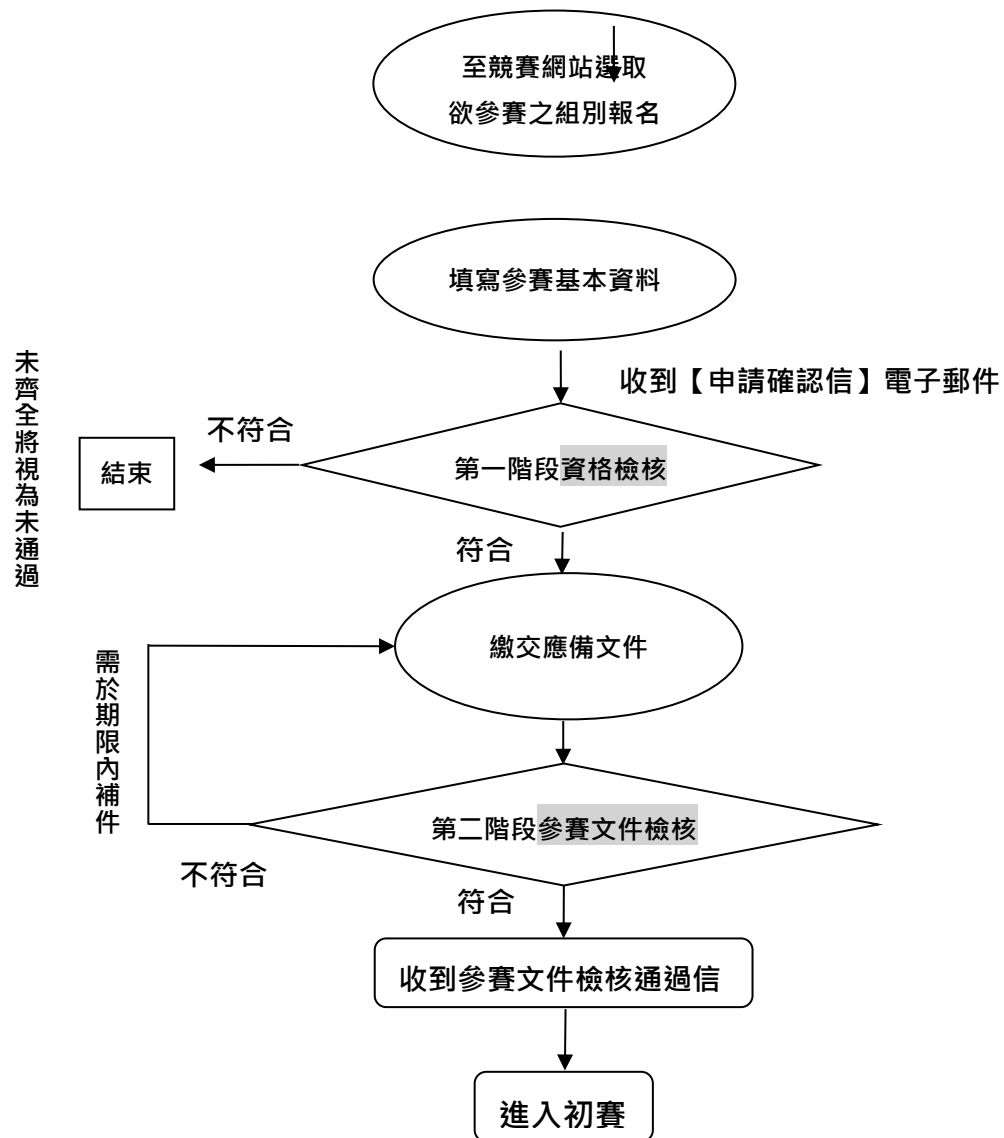 至競賽網站選取
欲參賽之組別報名
填寫參賽基本資料
收到【申請確認信】電子郵件
不符合
第一階段資格檢核
結束
未齊全將視為未通過
符合
繳交應備文件
需於期限內補件
第二階段參賽文件檢核
不符合
符合
收到參賽文件檢核通過信
進入初賽